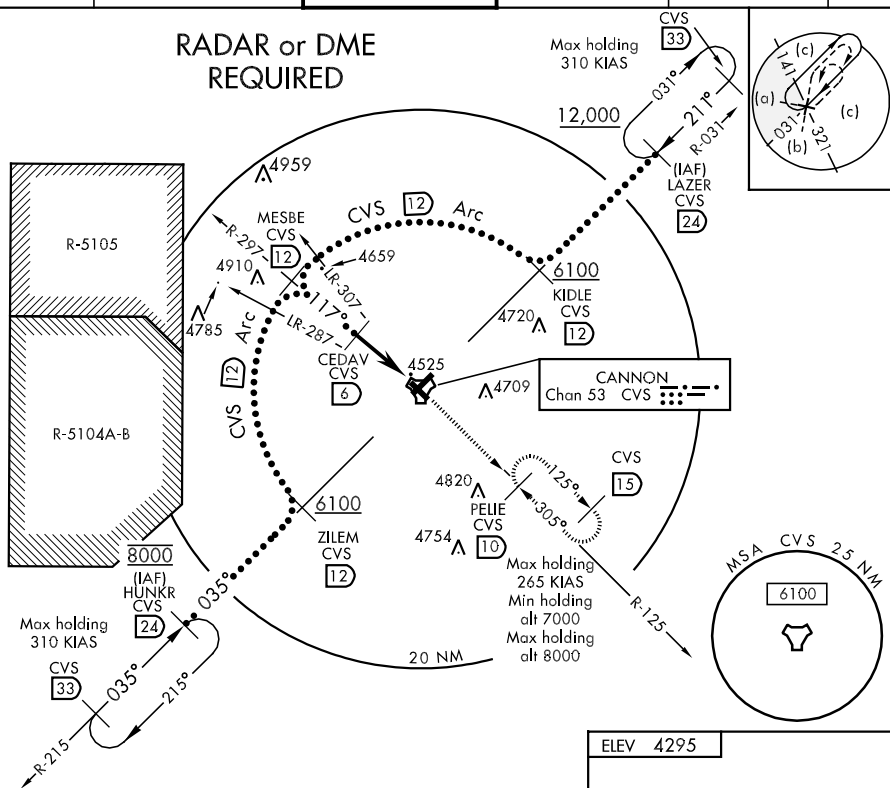 RADAR or DME
REQUIRED
CVS
33
Max holding
310 KIAS
031°
211°
R-031
12,000
(IAF)
LAZER
CVS
24
141
(c)
(a)
(c)
031
(b)
321
4959
R-5105
MESBE
CVS
12
CVS 12 Arc
R-297
4659
4910
LR-307
117°
6100
KIDLE
CVS
12
4785
LR-287
4720
CVS 12 Arc
CEDAV
CVS
6
4525
4709
CANNON
Chan 53 CVS
R-5104A-B
CVS
15
125°
305°
4820
PELIE
CVS
10
6100
ZILEM
CVS
12
4754
8000
(IAF)
HUNKR
CVS
24
035°
Max holding
265 KIAS
Min holding
alt 7000
Max holding
alt 8000
R-125
MSA CVS 25 NM
6100
Max holding
310 KIAS
CVS
33
035°
215°
R-215
20 NM
ELEV 4295